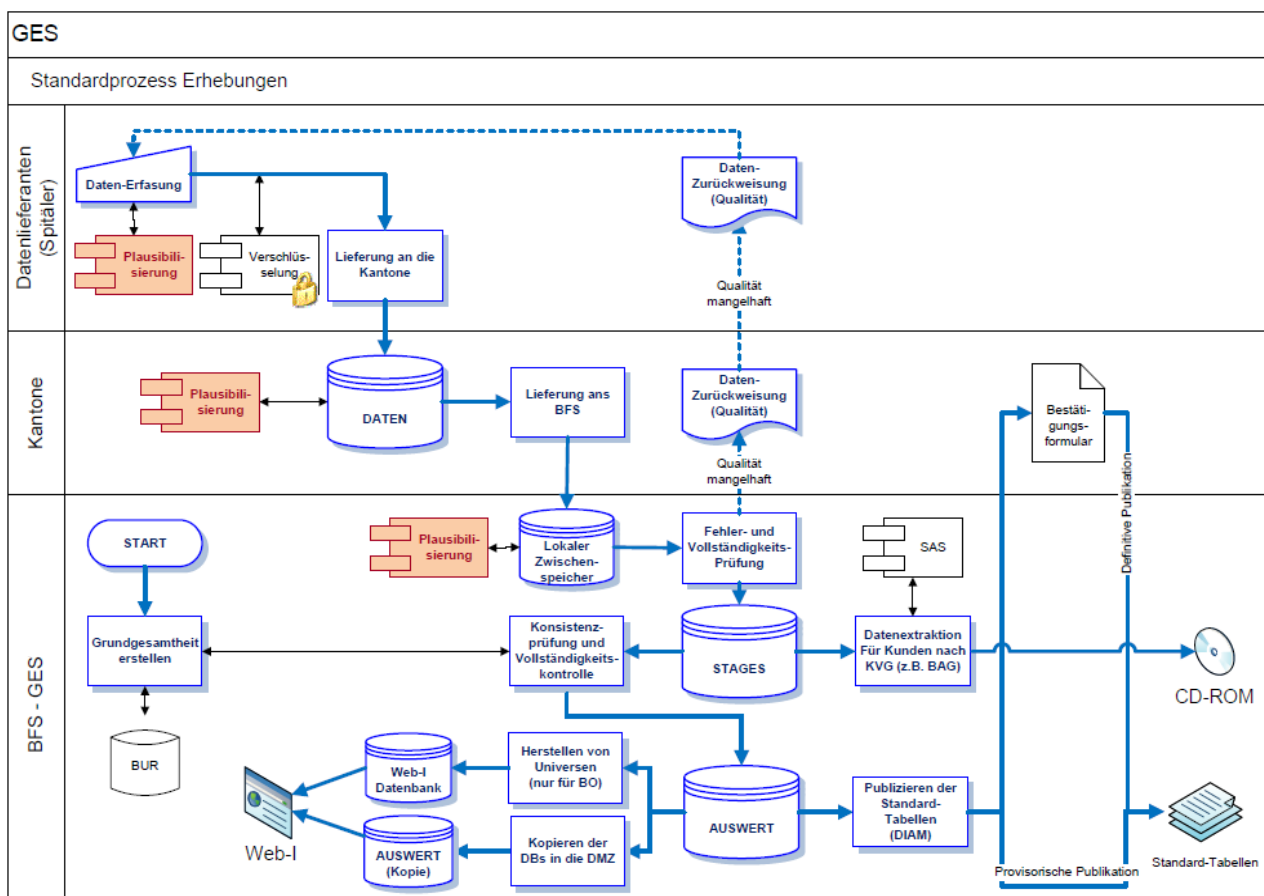 GES
Standardprozess Erhebungen
Datenlieferanten
(Spitäler)
Daten-Erfasung
Plausibili-
sierung
Verschlüs-
selung
Lieferung an die
Kantone
Daten-
Zurückweisung
(Qualität)
Qualität
mangelhaft
Kantone
Plausibili-
sierung
DATEN
Lieferung ans
BFS
Daten-
Zurückweisung
(Qualität)
Qualität
mangelhaft
Bestäti-
gungs-
formular
Definitive Publikation
BFS - GES
START
Plausibili-
sierung
Lokaler
Zwischen-
speicher
Fehler- und
Vollständigkeits-
Prüfung
SAS
Grundgesamtheit
erstellen
Konsistenz-
prüfung und
Vollständigkeits-
kontrolle
STAGES
Datenextraktion
Für Kunden nach
KVG (z.B. BAG)
CD-ROM
BUR
Web-I
Datenbank
Herstellen von
Universen
(nur für BO)
AUSWERT
Publizieren der
Standard-
Tabellen
(DIAM)
Web-I
AUSWERT
(Kopie)
Kopieren der
DBs in die DMZ
Provisorische Publikation
Standard-Tabellen